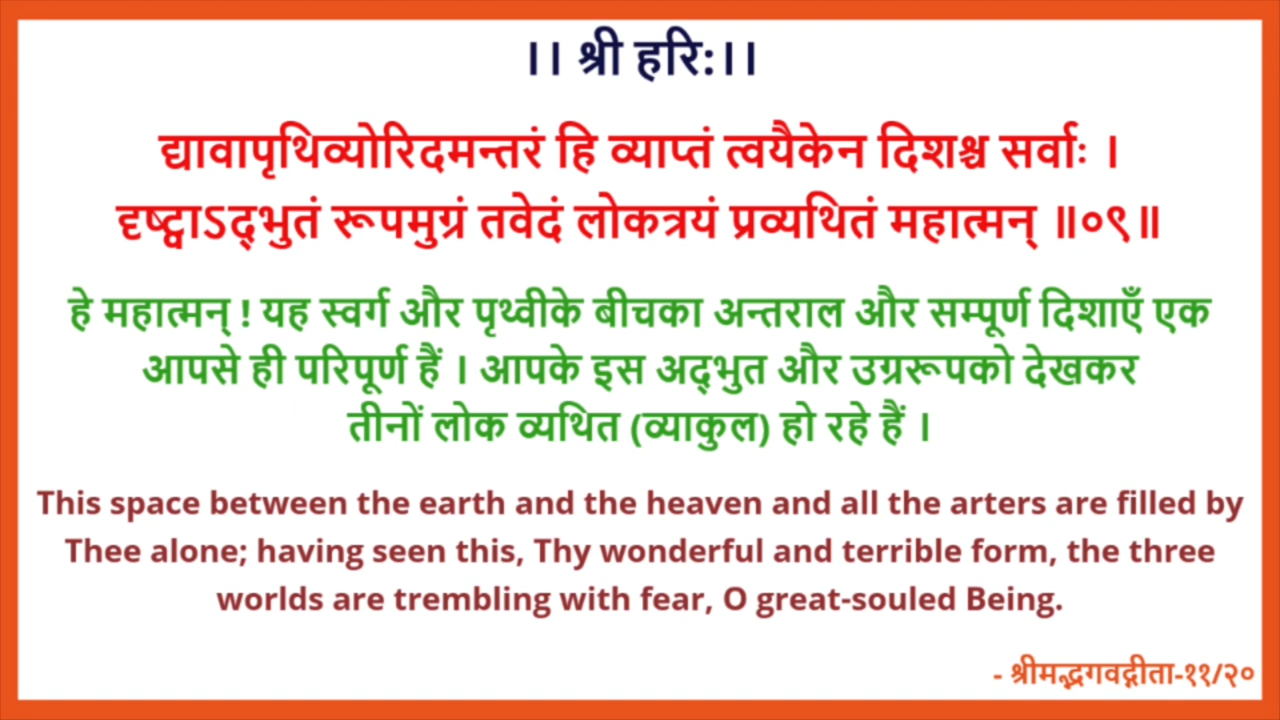 ।। श्री हरि:।।
द्यावापृथिव्योरिदमन्तरं हि व्याप्तं त्वयैकेन दिशश्च सर्वाः ।
दृष्ट्वाऽद्भुतं रूपमुग्रं तवेदं लोकत्रयं प्रव्यथितं महात्मन् ॥०९॥
हे महात्मन् ! यह स्वर्ग और पृथ्वीके बीचका अन्तराल और सम्पूर्ण दिशाएँ एक
आपसे ही परिपूर्ण हैं । आपके इस अद्भुत और उग्ररूपको देखकर
तीनों लोक व्यथित (व्याकुल) हो रहे हैं ।
This space between the earth and the heaven and all the arters are filled by
Thee alone; having seen this, Thy wonderful and terrible form, the three
worlds are trembling with fear, O great-souled Being.
- श्रीमद्भगवद्गीता-११/२०